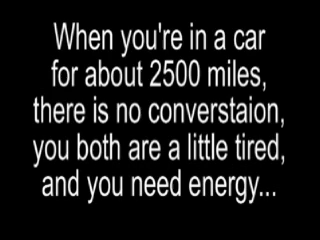 When you're in a car
for about 2500 miles,
there is no converstaion,
you both are a little tired,
and you need energy...